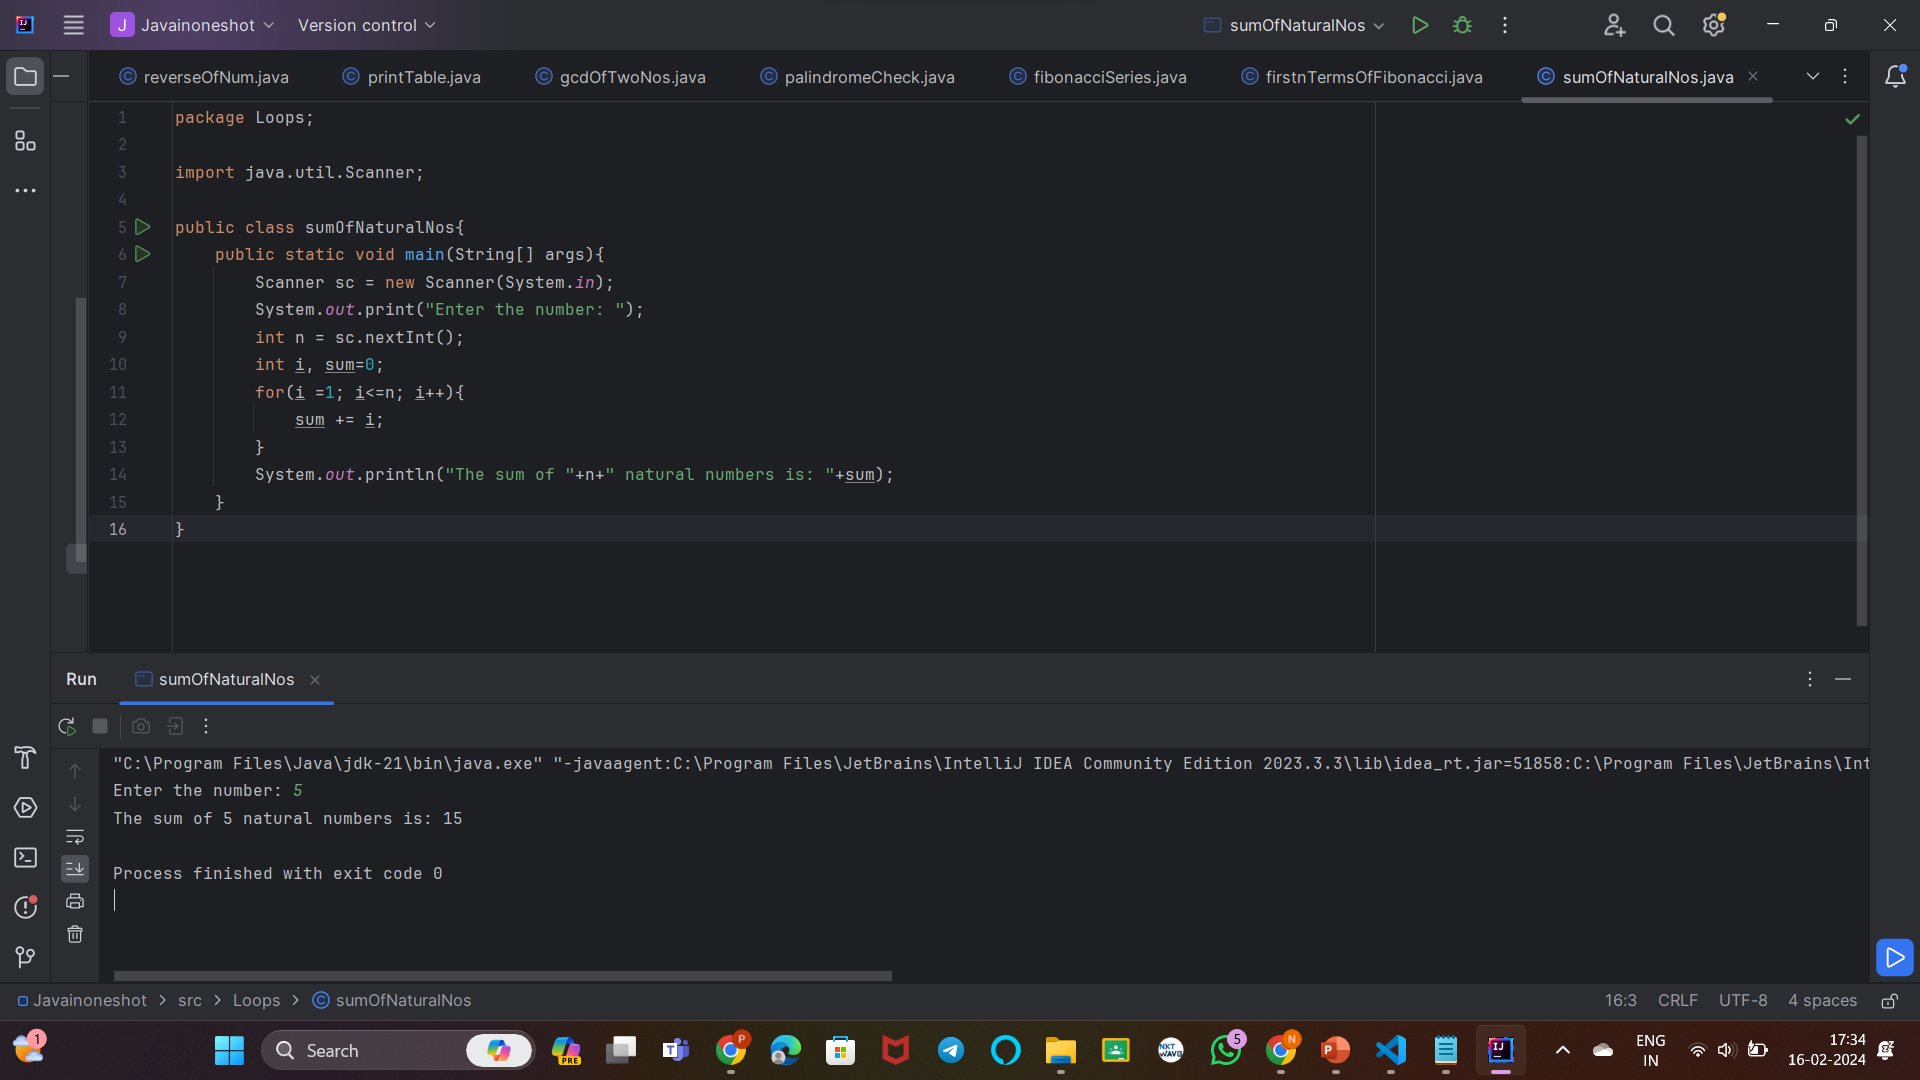 Javainoneshot
Version control
sumOfNaturalNos
reverseOfNum.java
printTable.java
gcdOfTwoNos.java
palindromeCheck.java
fibonacciSeries.java
firstnTermsOfFibonacci.java
sumOfNaturalNos.java
1 package Loops;
2
3 import java.util.Scanner;
4
5 public class sumOfNaturalNos{
6 public static void main(String[] args){
7 Scanner sc = new Scanner(System.in);
8 System.out.print("Enter the number: ");
9 int n = sc.nextInt();
10 int i, sum=0;
11 for(i =1; i<=n; i++){
12 sum += i;
13 }
14 System.out.println("The sum of "+n+" natural numbers is: "+sum);
15 }
16 }
Run
sumOfNaturalNos
"C:\Program Files\Java\jdk-21\bin\java.exe" "-javaagent:C:\Program Files\JetBrains\IntelliJ IDEA Community Edition 2023.3.3\lib\idea_rt.jar=51858:C:\Program Files\JetBrains\Int
Enter the number: 5
The sum of 5 natural numbers is: 15
Process finished with exit code 0
Javainoneshot > src > Loops > sumOfNaturalNos
16:3 CRLF UTF-8 4 spaces
1
Search
PRE
P
NXT WAVE
5
N
ENG
IN
17:34
16-02-2024